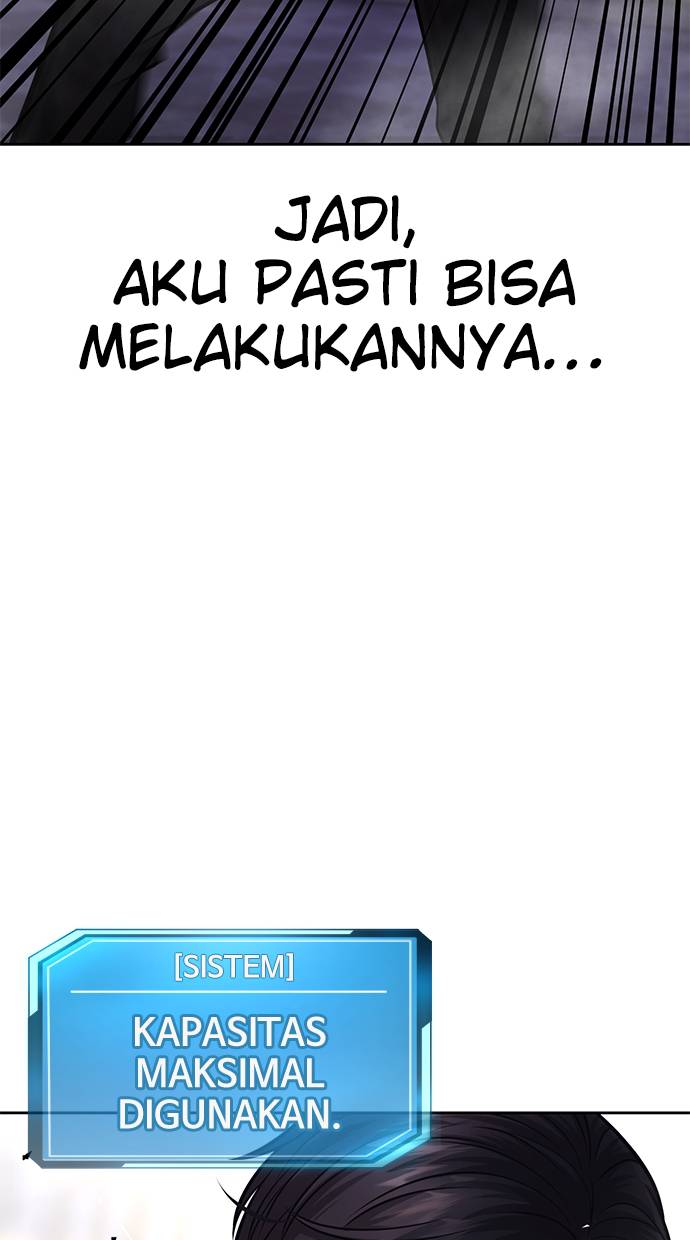 JADI,
AKU PASTI BISA
MELAKUKANNYA...
[SISTEM]
KAPASITAS
MAKSIMAL
DIGUNAKAN.